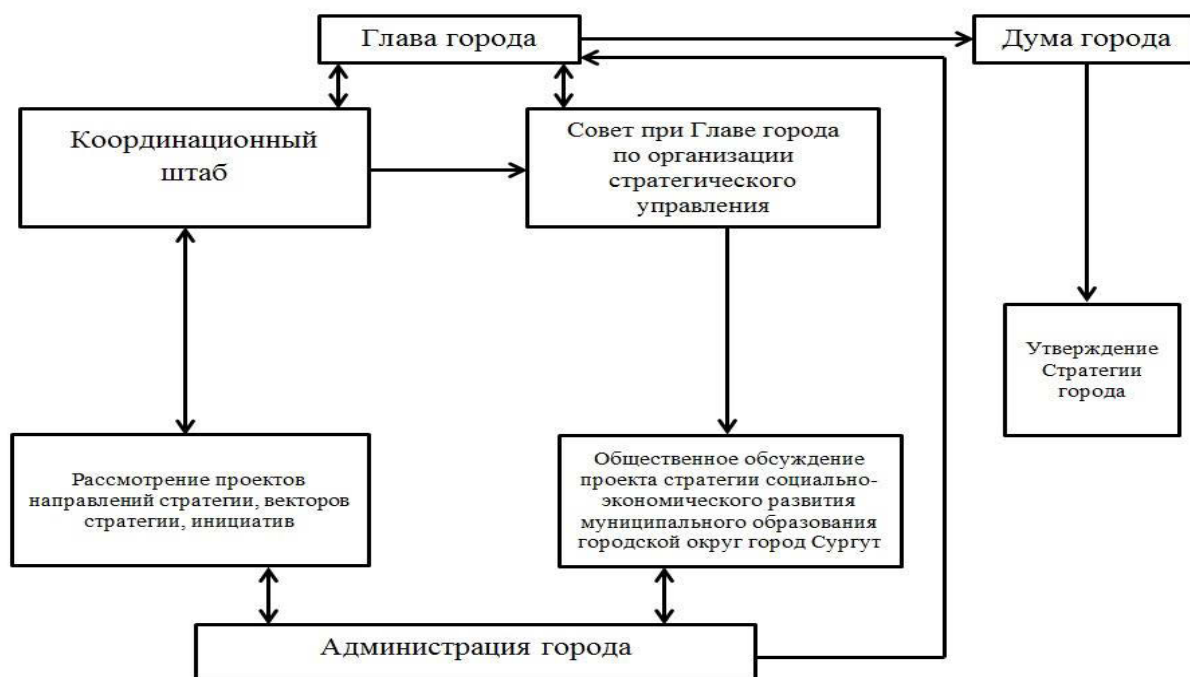 Глава города
Дума города
Координационный
штаб
Совет при Главе города
по организации
стратегического
управления
Утверждение
Стратегии
города
Рассмотрение проектов
направлений стратегии, векторов
стратегии, инициатив
Общественное обсуждение
проекта стратегии социально-
экономического развития
муниципального образования
городской округ город Сургут
Администрация города